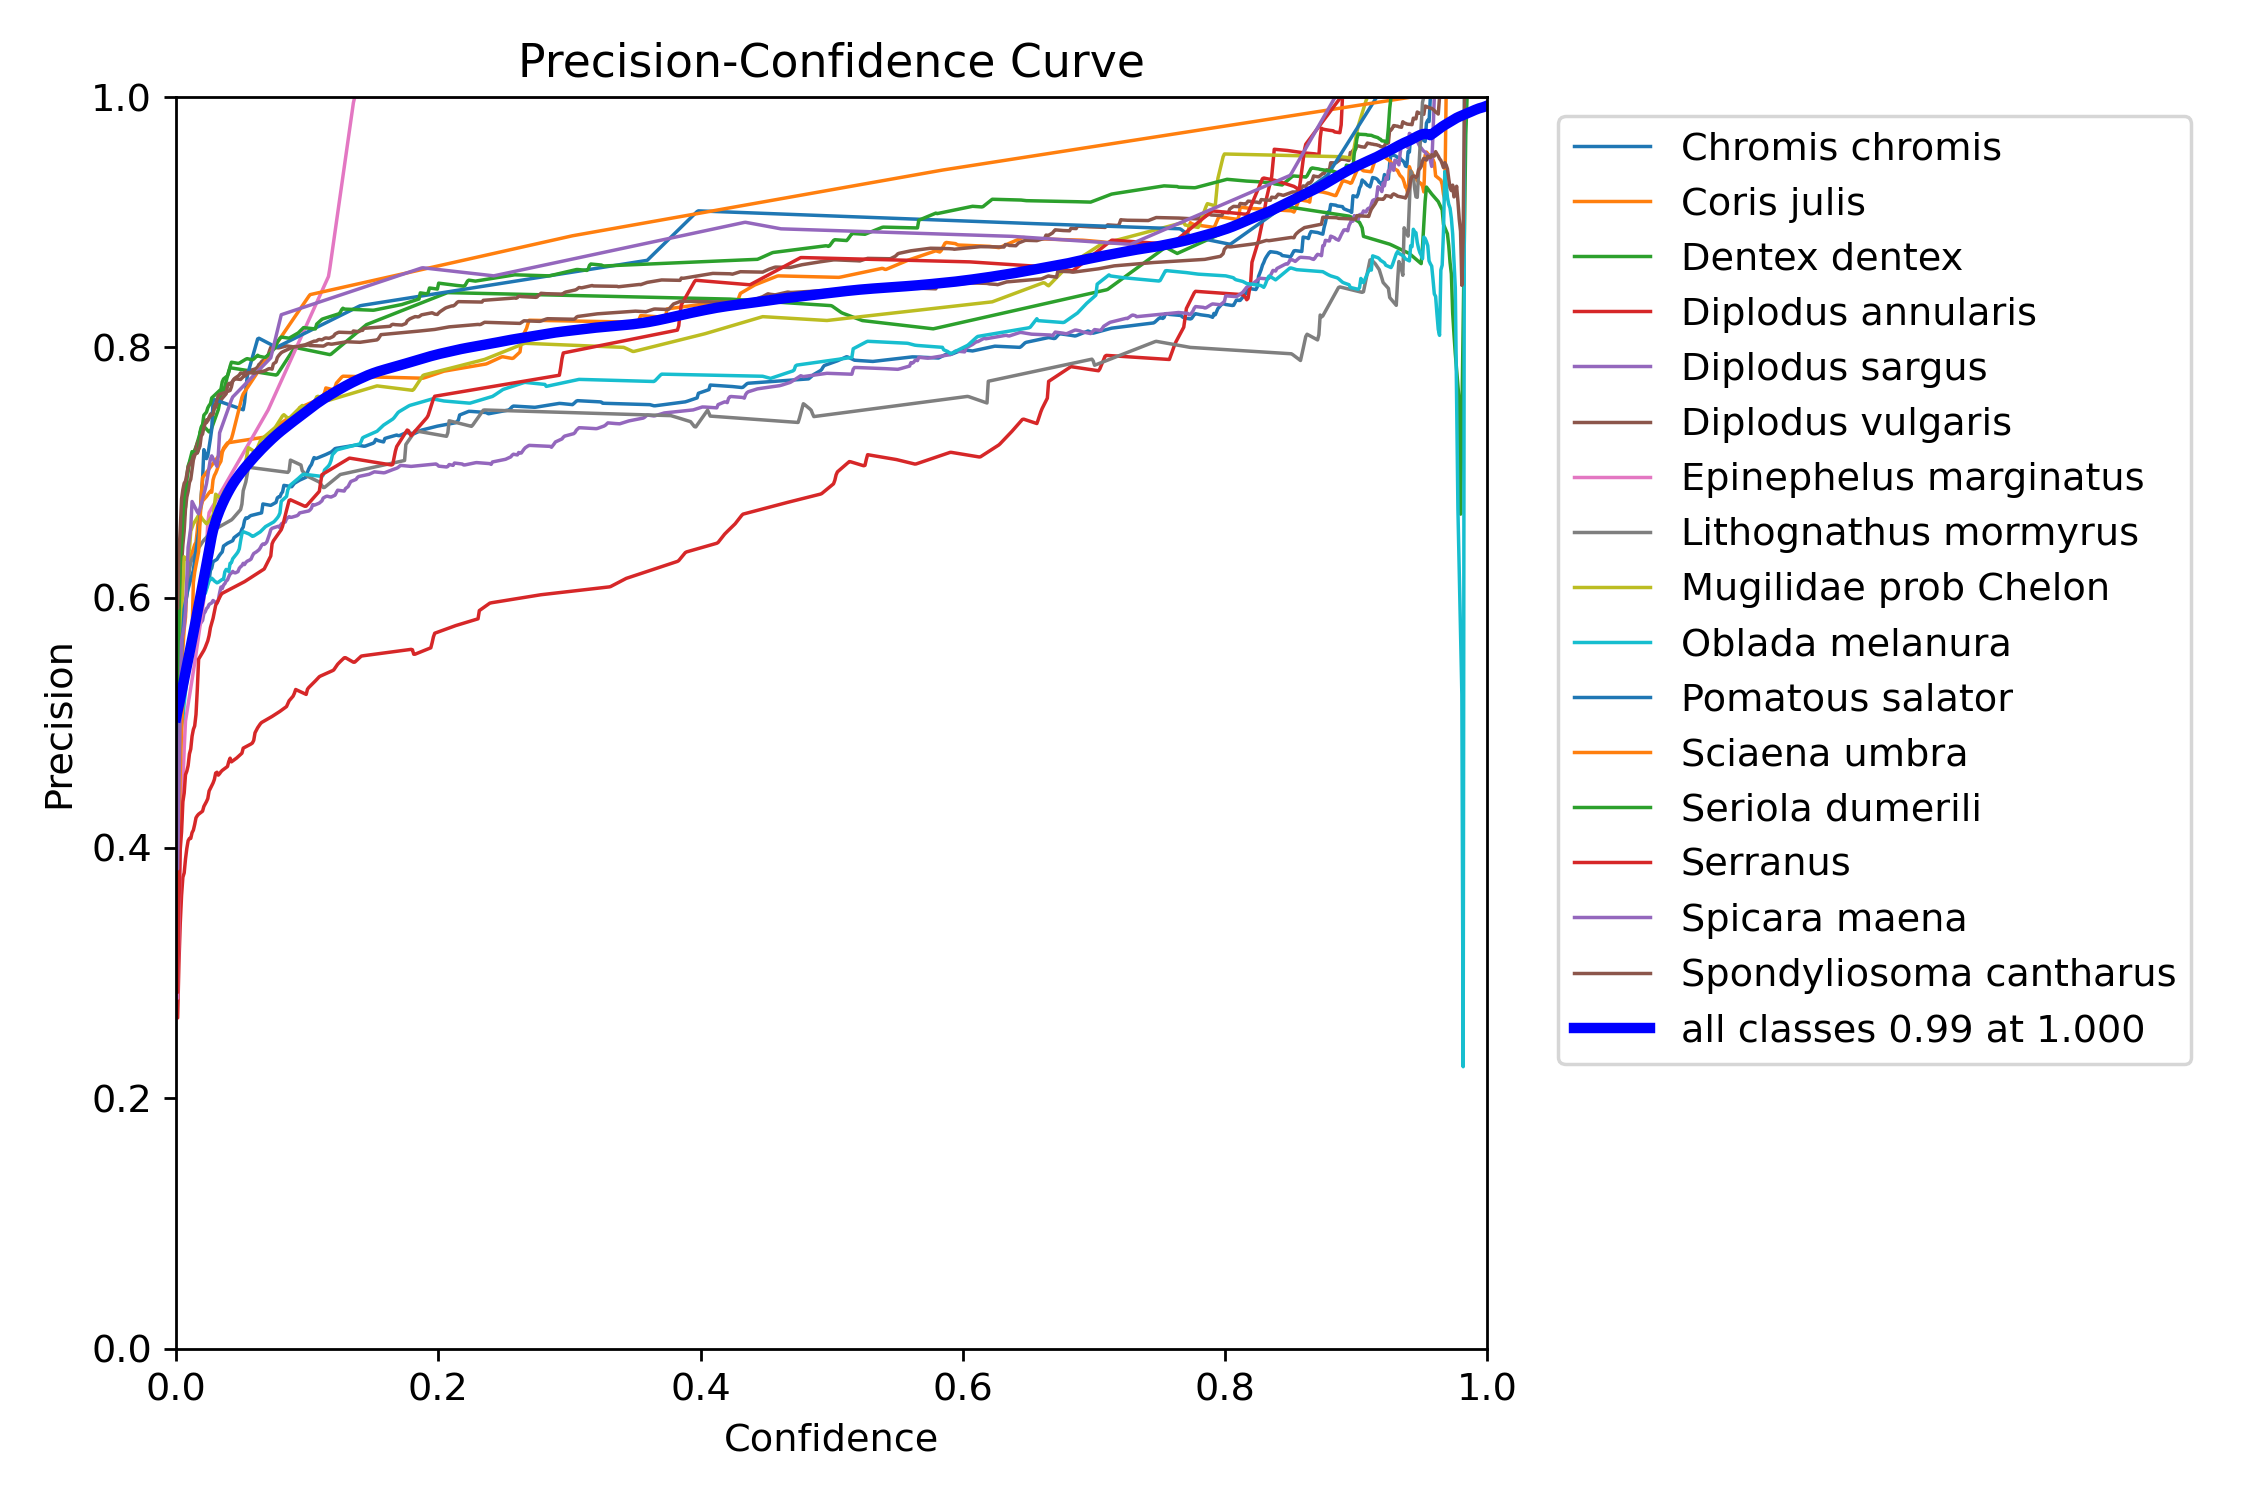 Precision-Confidence Curve
1.0
0.8
0.6
0.4
0.2
0.0
Precision
0.0 0.2 0.4 0.6 0.8 1.0
Confidence
Chromis chromis
Coris julis
Dentex dentex
Diplodus annularis
Diplodus sargus
Diplodus vulgaris
Epinephelus marginatus
Lithognathus mormyrus
Mugilidae prob Chelon
Oblada melanura
Pomatous salator
Sciaena umbra
Seriola dumerili
Serranus
Spicara maena
Spondyliosoma cantharus
all classes 0.99 at 1.000